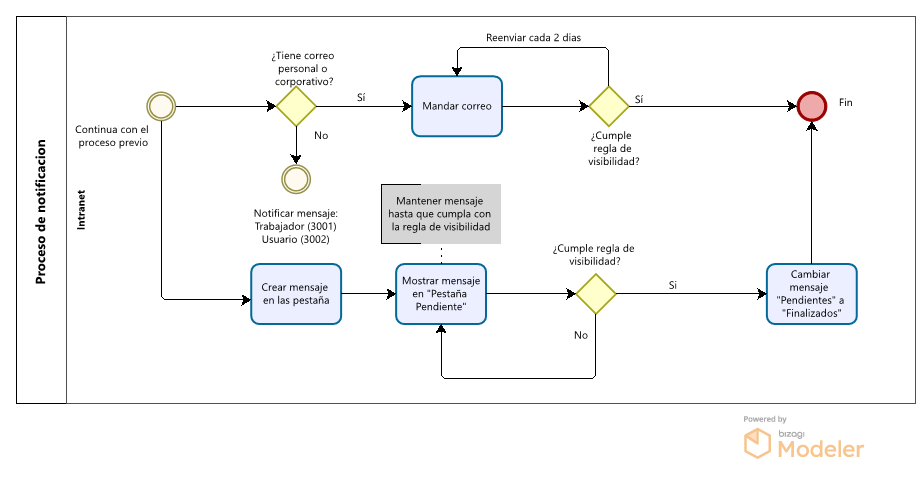 Proceso de notificacion
Intranet
Reenviar cada 2 dias
¿Tiene correo
personal o
corporativo?
Continua con el
proceso previo
Sí
Mandar correo
Sí
Fin
No
¿Cumple
regla de
visibilidad?
Notificar mensaje:
Trabajador (3001)
Usuario (3002)
Mantener mensaje
hasta que cumpla con
la regla de visibilidad
¿Cumple regla de
visibilidad?
Crear mensaje
en las pestaña
Mostrar mensaje
en "Pestaña
Pendiente"
Si
No
Cambiar
mensaje
"Pendientes" a
"Finalizados"
Powered by
bizagi
Modeler